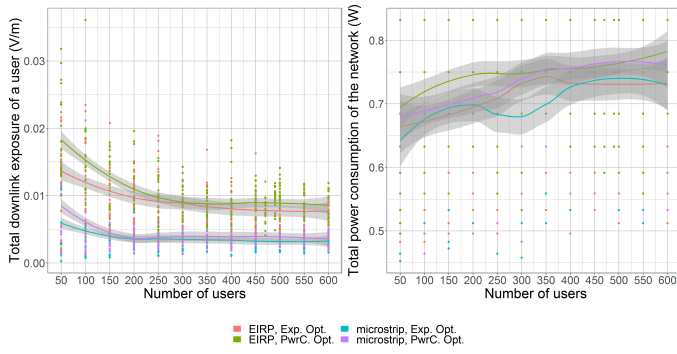 Total downlink exposure of a user (V/m)
0.03
0.02
0.01
0.00
50 100 150 200 250 300 350 400 450 500 550 600
Number of users
Total power consumption of the network (W)
0.8
0.7
0.6
0.5
50 100 150 200 250 300 350 400 450 500 550 600
Number of users
EIRP, Exp. Opt. microstrip, Exp. Opt.
EIRP, PwrC. Opt. microstrip, PwrC. Opt.